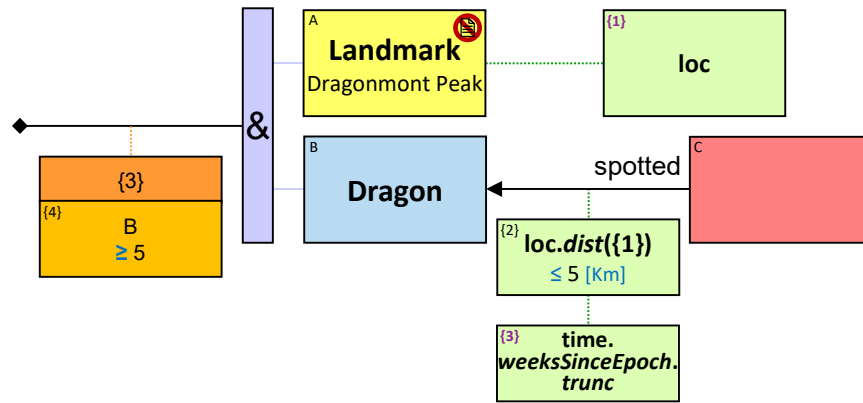 A
Landmark
Dragonmont Peak
{1}
loc
&
B
Dragon
spotted
C
{3}
{4}
B
≥ 5
{2}
loc.dist({1})
≤ 5 [Km]
{3}
time.
weeksSinceEpoch.
trunc